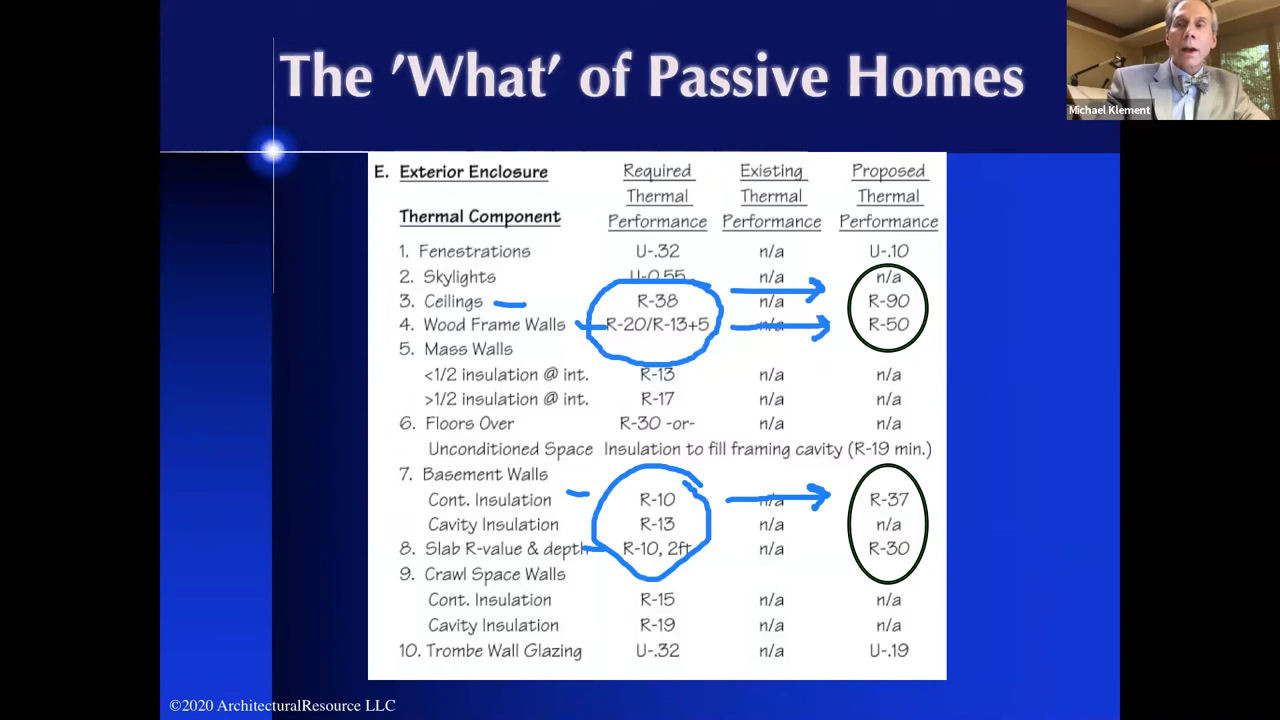 The 'What' of Passive Homes
Michael Klement
E. Exterior Enclosure Required Existing Proposed
Thermal Thermal Thermal
Thermal Component Performance Performance Performance
1. Fenestrations U-.32 n/a U-.10
2. Skylights U-0.55 n/a n/a
3. Ceilings R-38 n/a R-90
4. Wood Frame Walls R-20/R-13+5 n/a R-50
5. Mass Walls
<1/2 insulation @ int. R-13 n/a n/a
>1/2 insulation @ int. R-17 n/a n/a
6. Floors Over R-30 -or- n/a n/a
Unconditioned Space Insulation to fill framing cavity (R-19 min.)
7. Basement Walls
Cont. Insulation R-10 n/a R-37
Cavity Insulation R-13 n/a n/a
8. Slab R-value & depth R-10, 2ft n/a R-30
9. Crawl Space Walls
Cont. Insulation R-15 n/a n/a
Cavity Insulation R-19 n/a n/a
10. Trombe Wall Glazing U-.32 n/a U-.19
©2020 ArchitecturalResource LLC